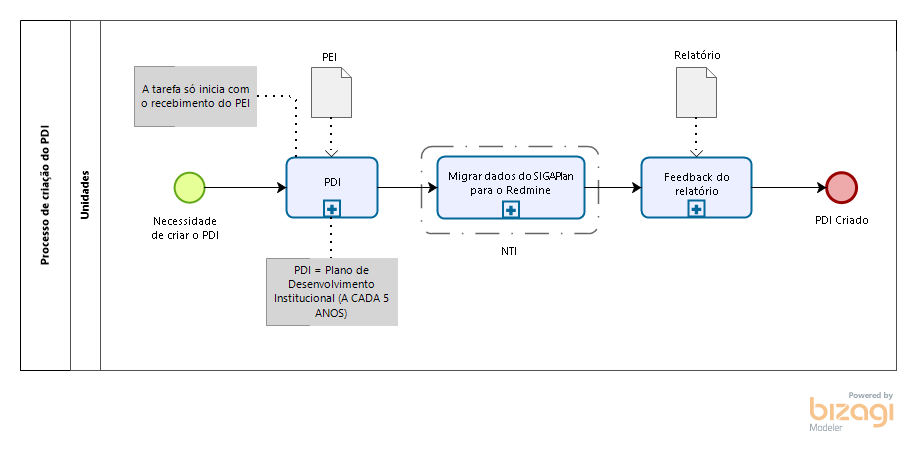 Processo de criação do PDI
Unidades
A tarefa só inicia com
o recebimento do PEI
PEI
Relatório
Necessidade
de criar o PDI
PDI
Migrar dados do SIGAPlan
para o Redmine
NTI
Feedback do
relatório
PDI Criado
PDI = Plano de
Desenvolvimento
Institucional (A CADA 5
ANOS)
Powered by
bizagi
Modeler